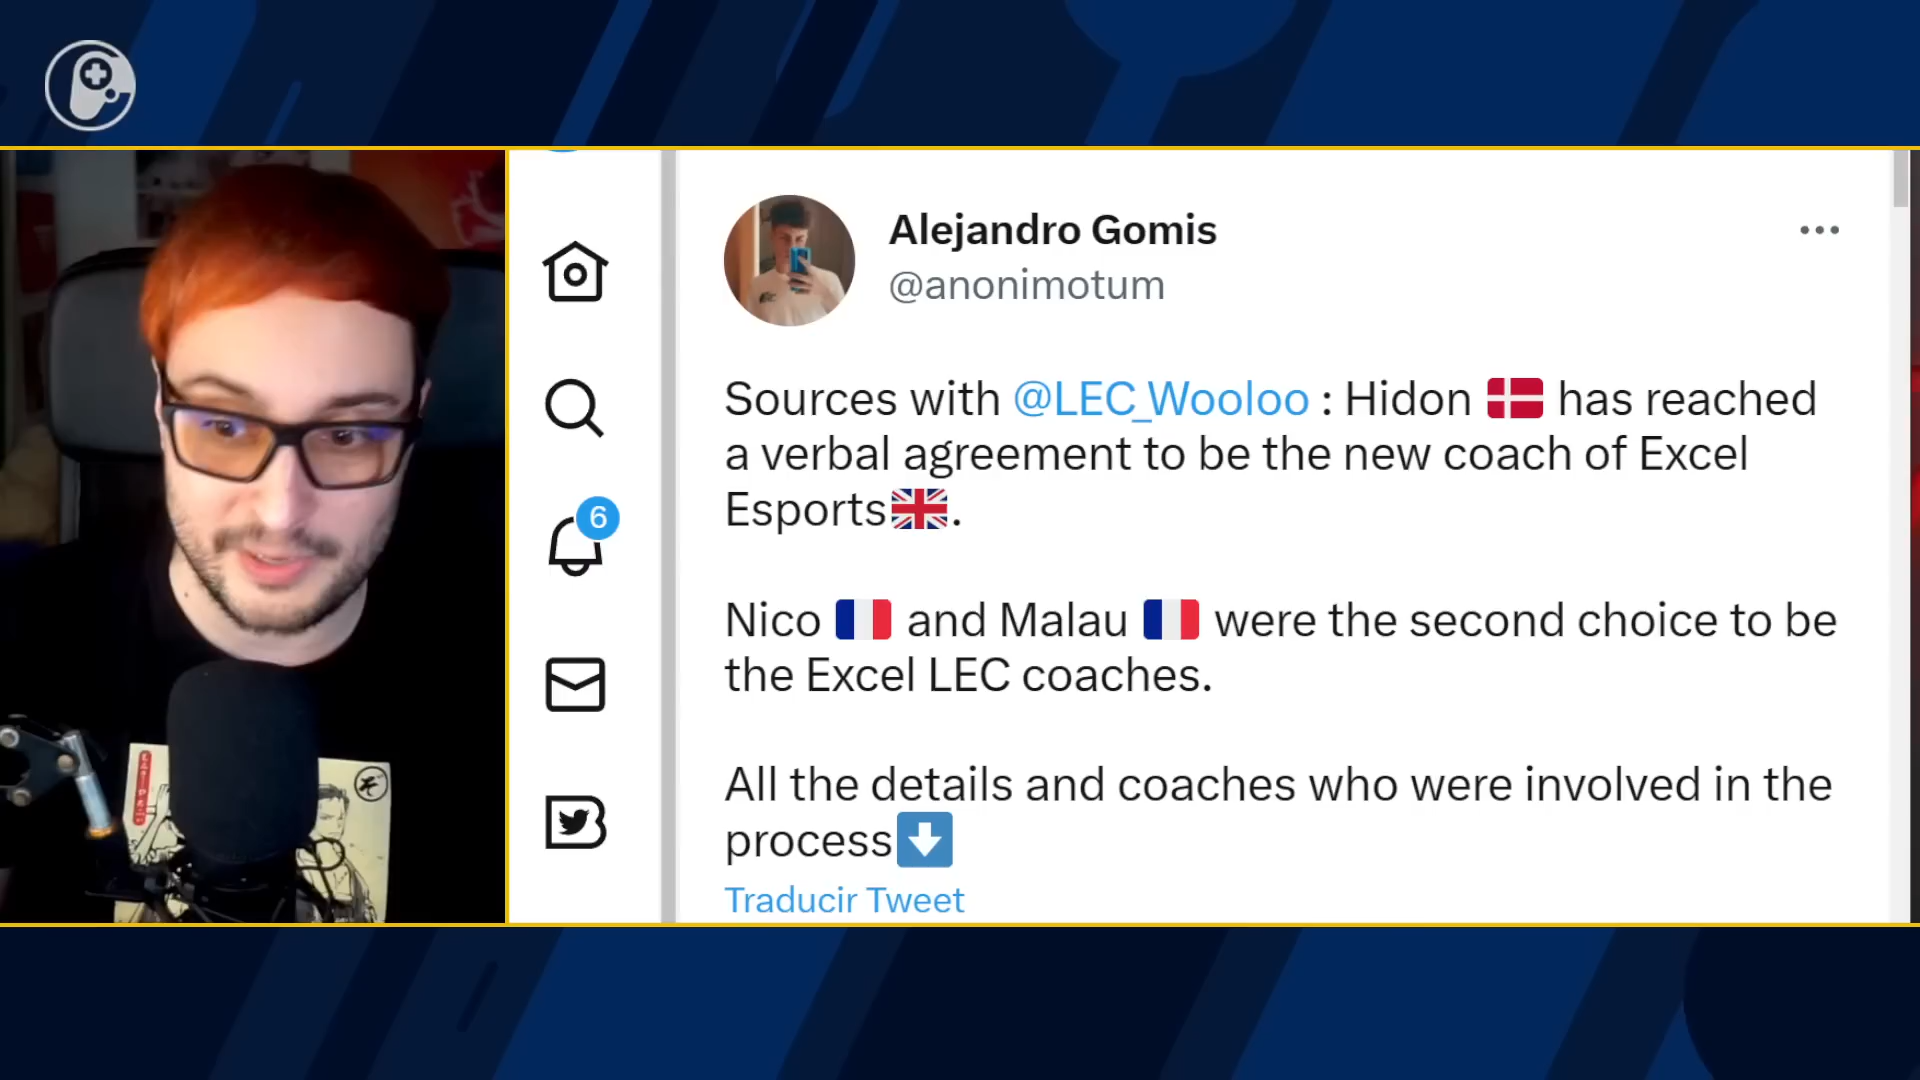 Alejandro Gomis
@anonimotum
Sources with @LEC_Wooloo : Hidon 🇩🇰 has reached
a verbal agreement to be the new coach of Excel
Esports🇬🇧.
Nico 🇫🇷 and Malau 🇫🇷 were the second choice to be
the Excel LEC coaches.
All the details and coaches who were involved in the
process⬇️
Traducir Tweet
6